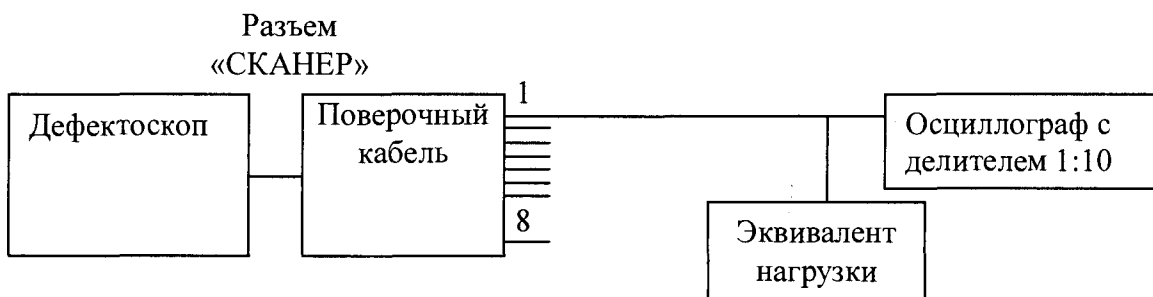 Разъем
«СКАНЕР»
Дефектоскоп
Поверочный
кабель
1
8
Осциллограф с
делителем 1:10
Эквивалент
нагрузки